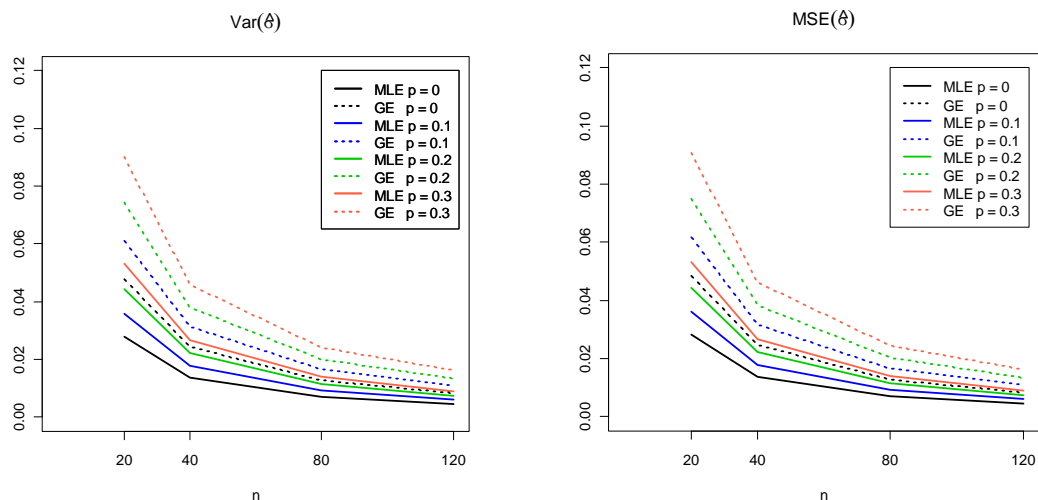 Var(σ̂)
0.12
0.10
0.08
0.06
0.04
0.02
0.00
MLE p = 0
GE p = 0
MLE p = 0.1
GE p = 0.1
MLE p = 0.2
GE p = 0.2
MLE p = 0.3
GE p = 0.3
20 40 80 120
n
MSE(σ̂)
0.12
0.10
0.08
0.06
0.04
0.02
0.00
MLE p = 0
GE p = 0
MLE p = 0.1
GE p = 0.1
MLE p = 0.2
GE p = 0.2
MLE p = 0.3
GE p = 0.3
20 40 80 120
n